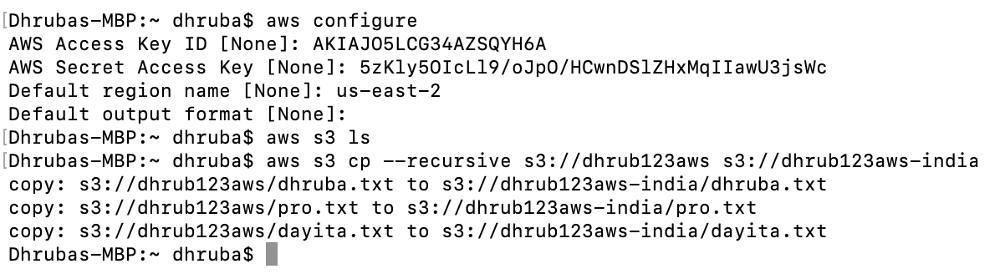 [Dhrubas-MBP:~ dhruba$ aws configure
AWS Access Key ID [None]: AKIAJO5LCG34AZSQYH6A
AWS Secret Access Key [None]: 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
Default region name [None]: us-east-2
Default output format [None]:
[Dhrubas-MBP:~ dhruba$ aws s3 ls
[Dhrubas-MBP:~ dhruba$ aws s3 cp --recursive s3://dhrub123aws s3://dhrub123aws-india
copy: s3://dhrub123aws/dhruba.txt to s3://dhrub123aws-india/dhruba.txt
copy: s3://dhrub123aws/pro.txt to s3://dhrub123aws-india/pro.txt
copy: s3://dhrub123aws/dayita.txt to s3://dhrub123aws-india/dayita.txt
Dhrubas-MBP:~ dhruba$